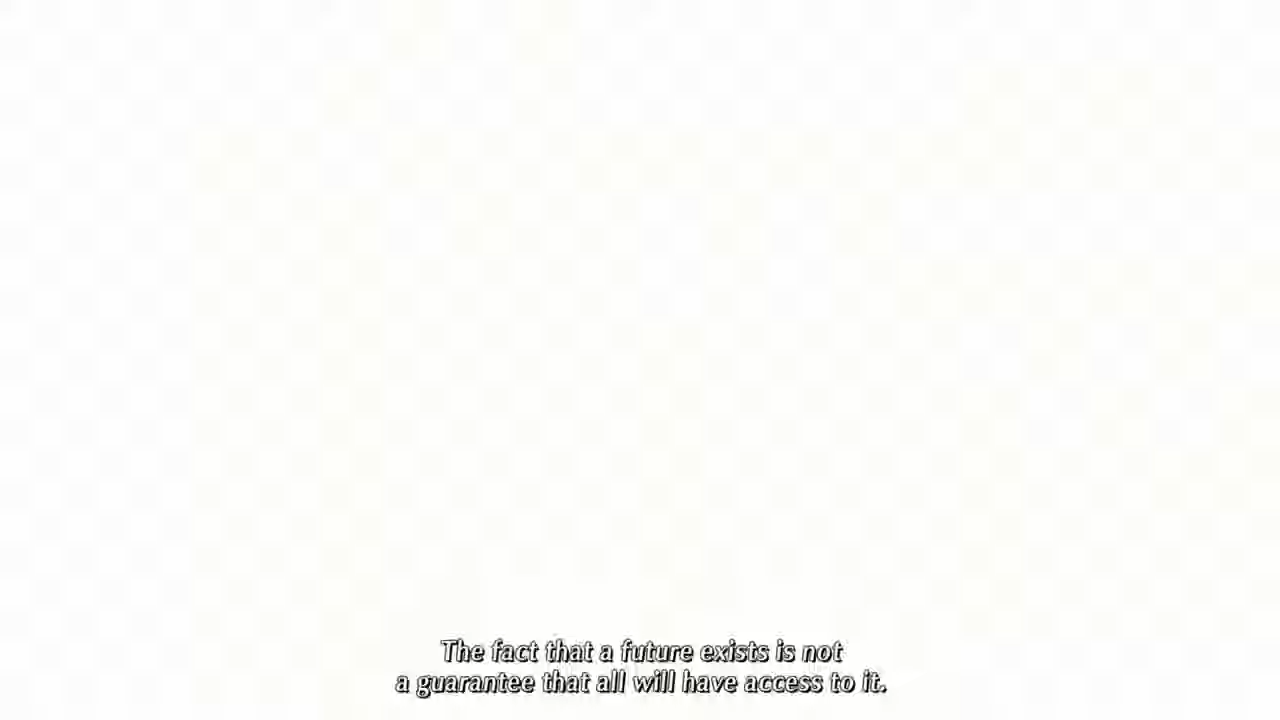 The fact that a future exists is not
a guarantee that all will have access to it.